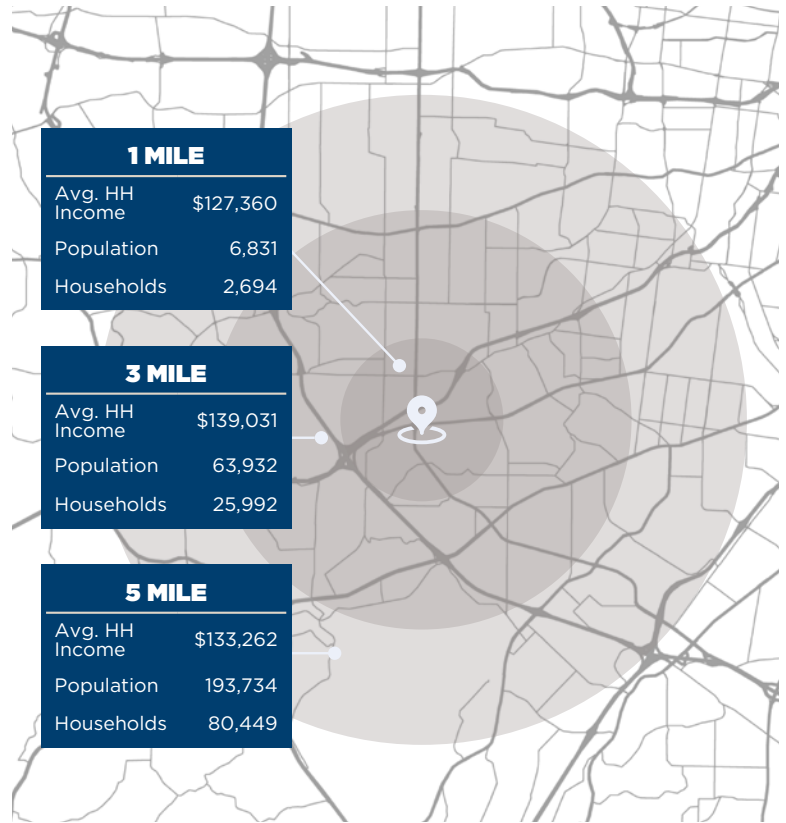 1 MILE
Avg. HH
Income $127,360
Population 6,831
Households 2,694
3 MILE
Avg. HH
Income $139,031
Population 63,932
Households 25,992
5 MILE
Avg. HH
Income $133,262
Population 193,734
Households 80,449